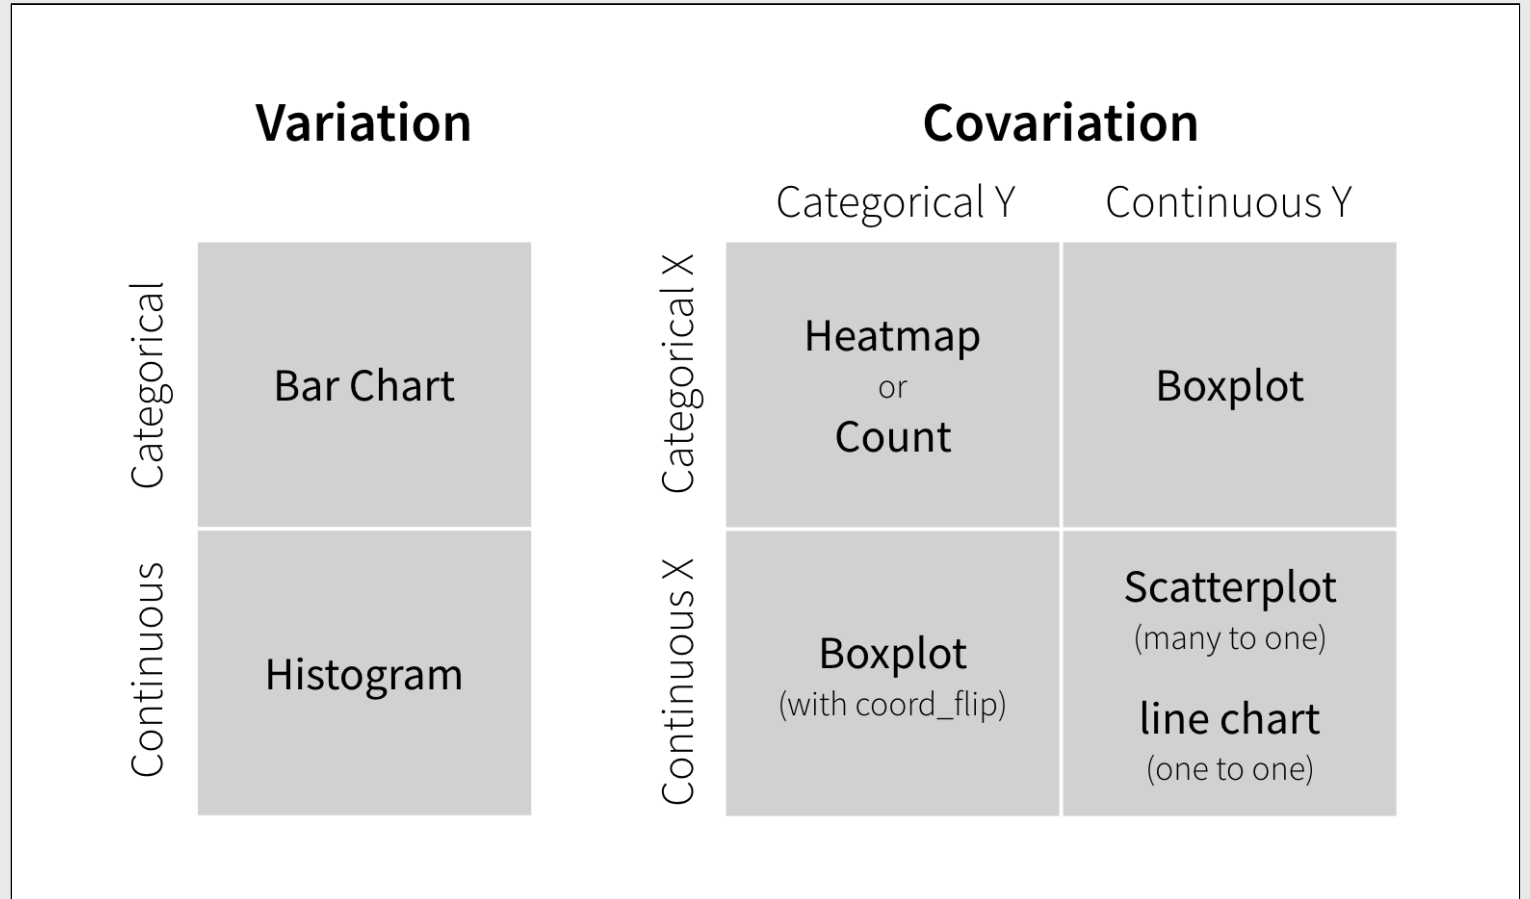 Variation
Categorical
Bar Chart
Continuous
Histogram
Covariation
Categorical Y
Continuous Y
Categorical X
Heatmap
or
Count
Boxplot
Continuous X
Boxplot
(with coord_flip)
Scatterplot
(many to one)
line chart
(one to one)